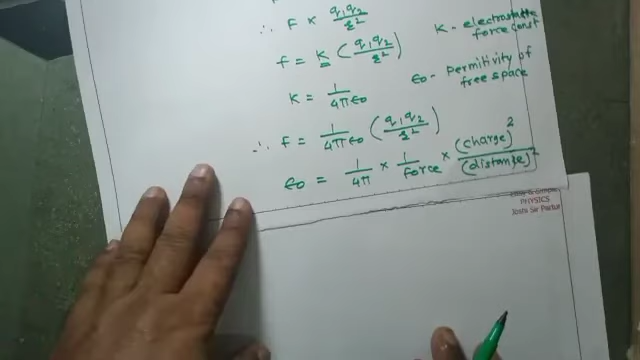 ∴ F × q1q2/r²
F = K (q1q2/r²)
K - electrostatic force const
K = 1/4πϵ0
ϵ0 - Permitivity of free space
∴ F = 1/4πϵ0 (q1q2/r²)
ϵ0 = 1/4π × 1/force × (charge)²/(distance)²
PHYSICS
Joshi Sir